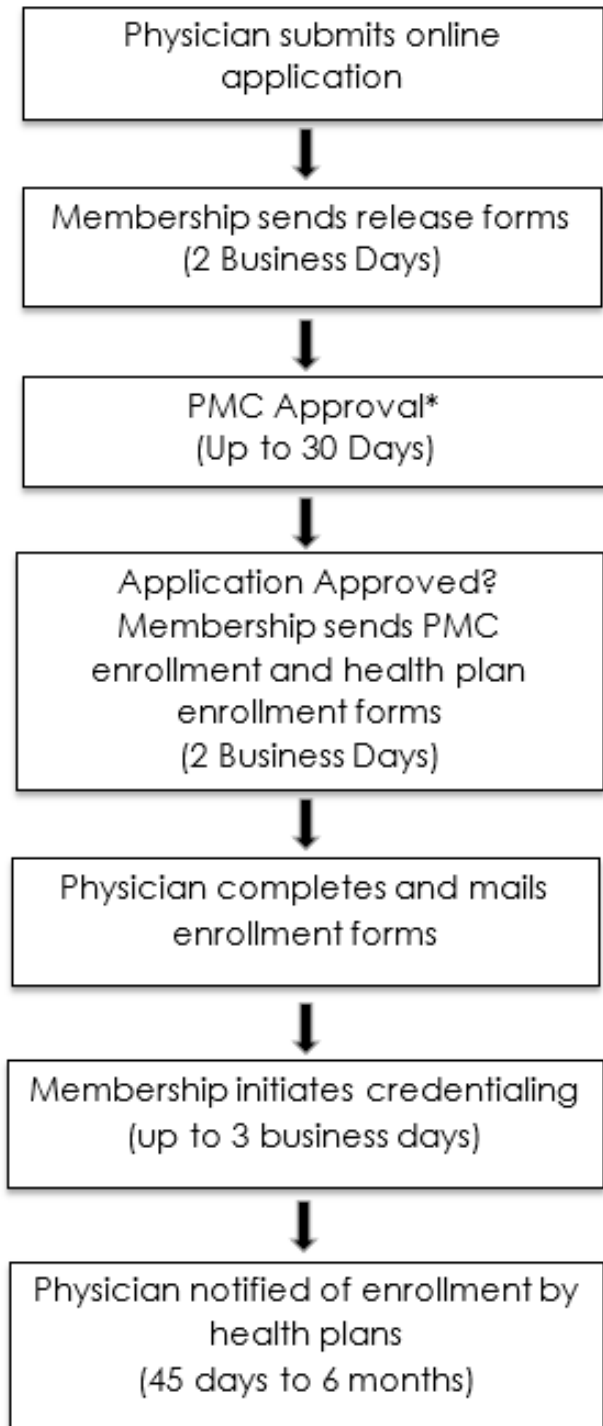 Physician submits online
application
Membership sends release forms
(2 Business Days)
PMC Approval*
(Up to 30 Days)
Application Approved?
Membership sends PMC
enrollment and health plan
enrollment forms
(2 Business Days)
Physician completes and mails
enrollment forms
Membership initiates credentialing
(up to 3 business days)
Physician notified of enrollment by
health plans
(45 days to 6 months)